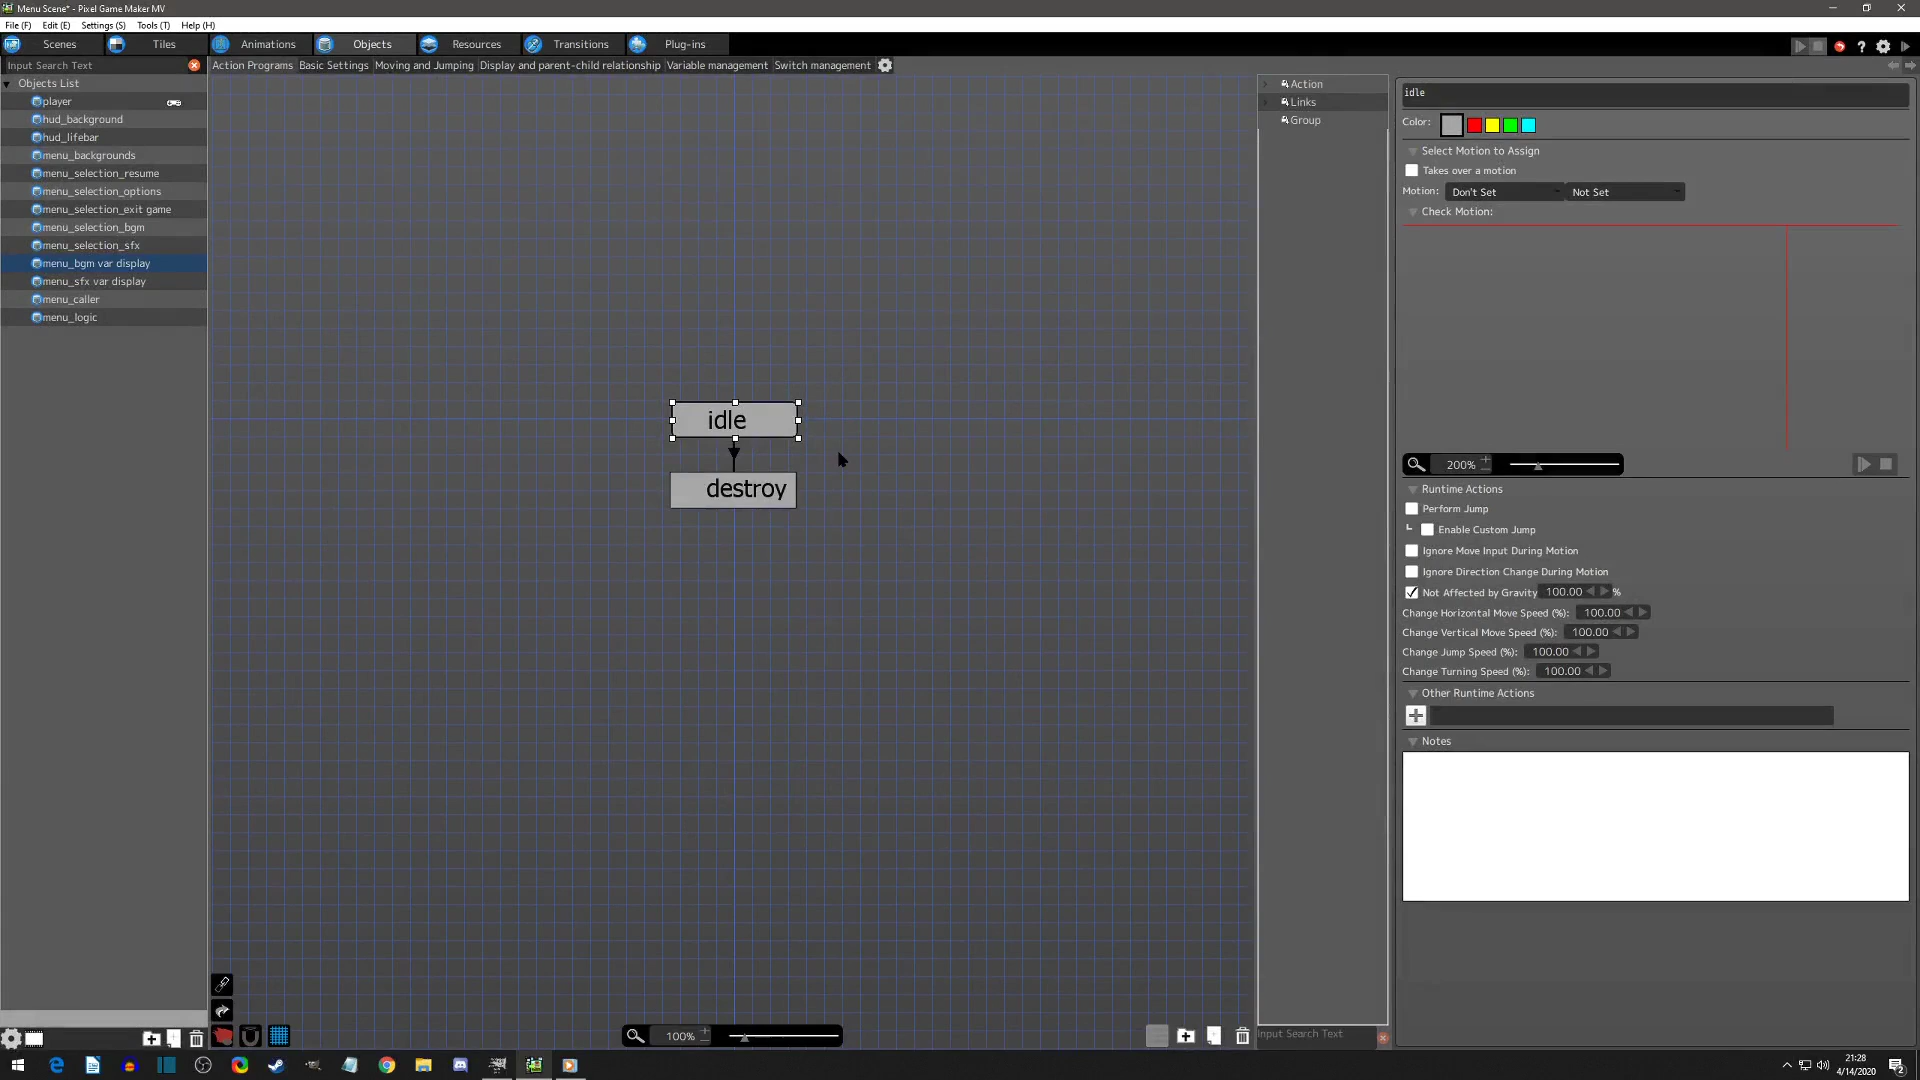 Menu Scene* - Pixel Game Maker MV
File (F) Edit (E) Settings (S) Tools (T) Help (H)
Scenes Tiles Animations Objects Resources Transitions Plug-ins
Input Search Text
Action Programs Basic Settings Moving and Jumping Display and parent-child relationship Variable management Switch management
Objects List
player
hud_background
hud_lifebar
menu_backgrounds
menu_selection_resume
menu_selection_options
menu_selection_exit game
menu_selection_bgm
menu_selection_sfx
menu_bgm var display
menu_sfx var display
menu_caller
menu_logic
idle
destroy
100%
Action
Links
Group
Input Search Text
idle
Color:
Select Motion to Assign
Takes over a motion
Motion: Don't Set Not Set
Check Motion:
200%
Runtime Actions
Perform Jump
Enable Custom Jump
Ignore Move Input During Motion
Ignore Direction Change During Motion
Not Affected by Gravity 100.00 %
Change Horizontal Move Speed (%): 100.00
Change Vertical Move Speed (%): 100.00
Change Jump Speed (%): 100.00
Change Turning Speed (%): 100.00
Other Runtime Actions
Notes
21:28
4/14/2020
2